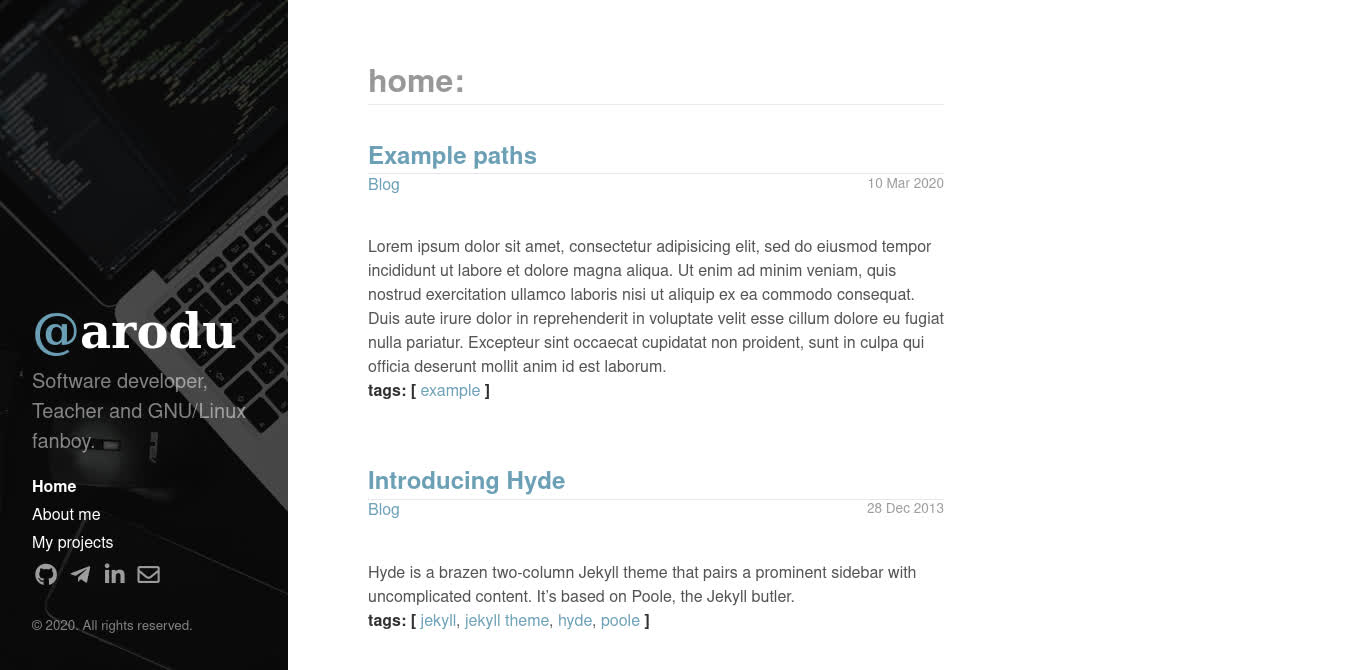 @arodu
Software developer,
Teacher and GNU/Linux
fanboy.
Home
About me
My projects
© 2020. All rights reserved.
home:
Example paths
Blog
10 Mar 2020
Lorem ipsum dolor sit amet, consectetur adipisicing elit, sed do eiusmod tempor
incididunt ut labore et dolore magna aliqua. Ut enim ad minim veniam, quis
nostrud exercitation ullamco laboris nisi ut aliquip ex ea commodo consequat.
Duis aute irure dolor in reprehenderit in voluptate velit esse cillum dolore eu fugiat
nulla pariatur. Excepteur sint occaecat cupidatat non proident, sunt in culpa qui
officia deserunt mollit anim id est laborum.
tags: [ example ]
Introducing Hyde
Blog
28 Dec 2013
Hyde is a brazen two-column Jekyll theme that pairs a prominent sidebar with
uncomplicated content. It’s based on Poole, the Jekyll butler.
tags: [ jekyll, jekyll theme, hyde, poole ]